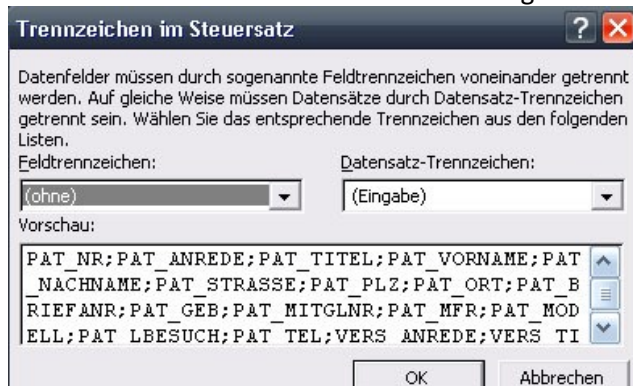 Trennzeichen im Steuersatz
Datenfelder müssen durch sogenannte Feldtrennzeichen voneinander getrennt
werden. Auf gleiche Weise müssen Datensätze durch Datensatz-Trennzeichen
getrennt sein. Wählen Sie das entsprechende Trennzeichen aus den folgenden
Listen.
Feldtrennzeichen: Datensatz-Trennzeichen:
(ohne) (Eingabe)
Vorschau:
PAT_NR;PAT_ANREDE;PAT_TITEL;PAT_VORNAME;PAT
_NACHNAME;PAT_STRASSE;PAT_PLZ;PAT_ORT;PAT_B
RIEFANR;PAT_GEB;PAT_MITGLNR;PAT_MFR;PAT_MOD
ELL;PAT_LBESUCH;PAT_TEL;VERS_ANREDE;VERS_TI
OK Abbrechen